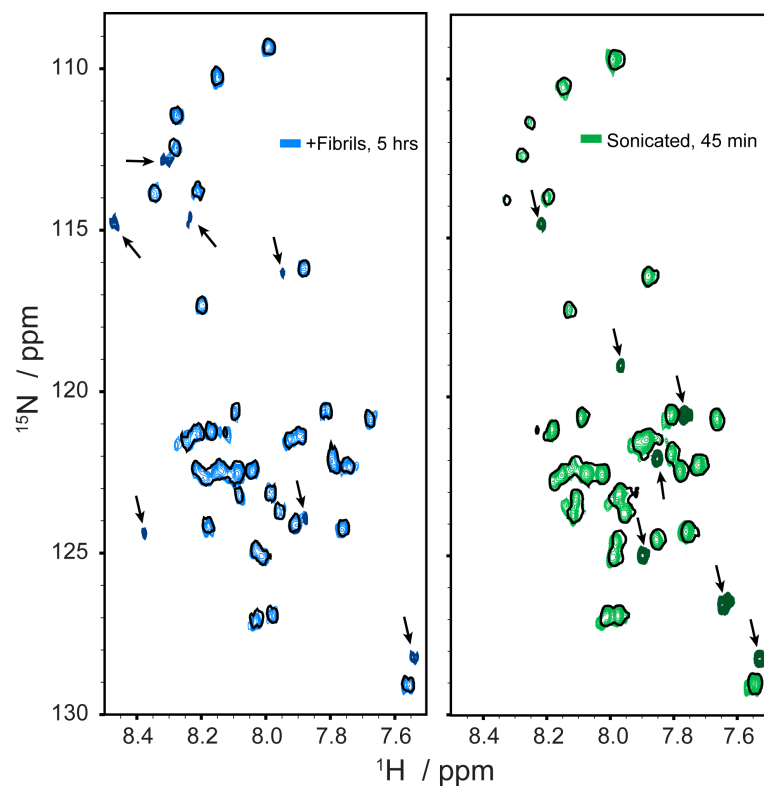 110
115
120
125
130
¹⁵N / ppm
+Fibrils, 5 hrs
Sonicated, 45 min
8.4 8.2 8.0 7.8 7.6
8.4 8.2 8.0 7.8 7.6
¹H / ppm